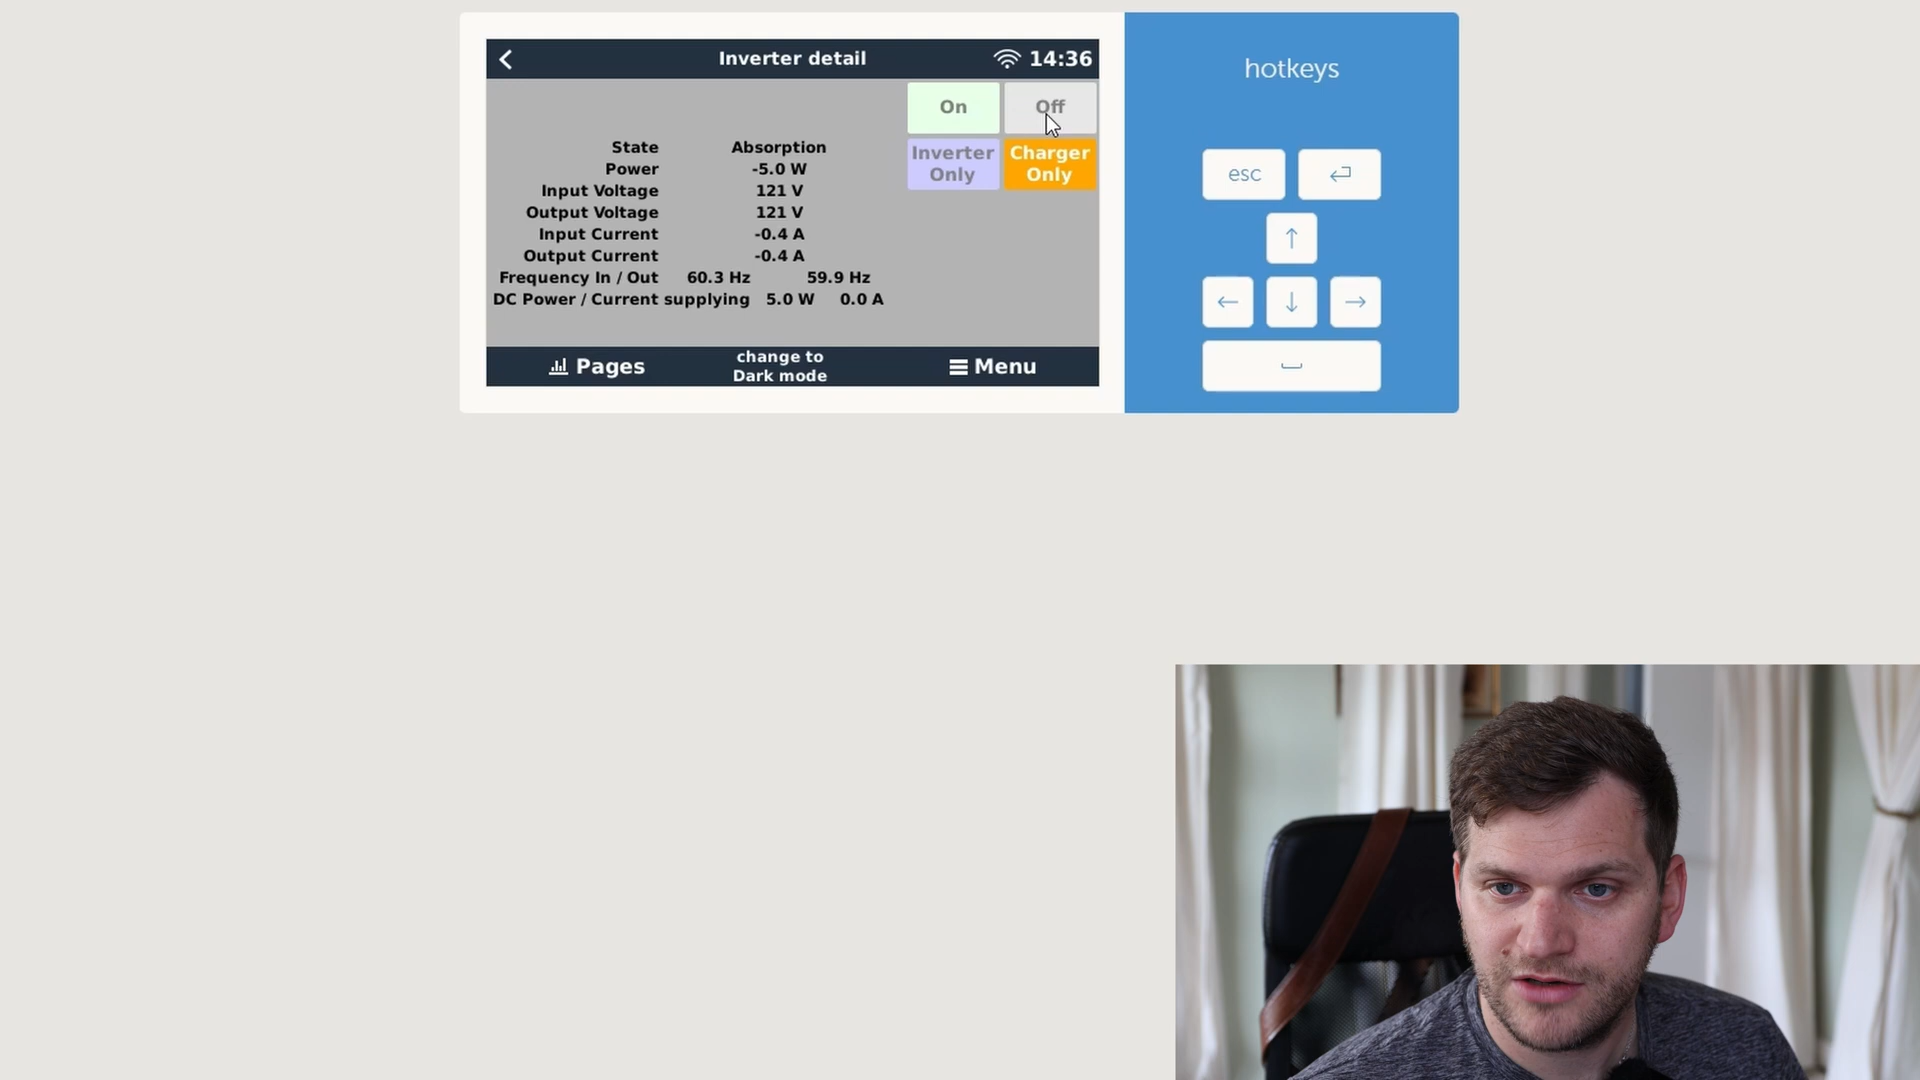 Inverter detail
14:36
On
Off
Inverter
Only
Charger
Only
State Absorption
Power -5.0 W
Input Voltage 121 V
Output Voltage 121 V
Input Current -0.4 A
Output Current -0.4 A
Frequency In / Out 60.3 Hz 59.9 Hz
DC Power / Current supplying 5.0 W 0.0 A
Pages
change to
Dark mode
Menu
hotkeys
esc